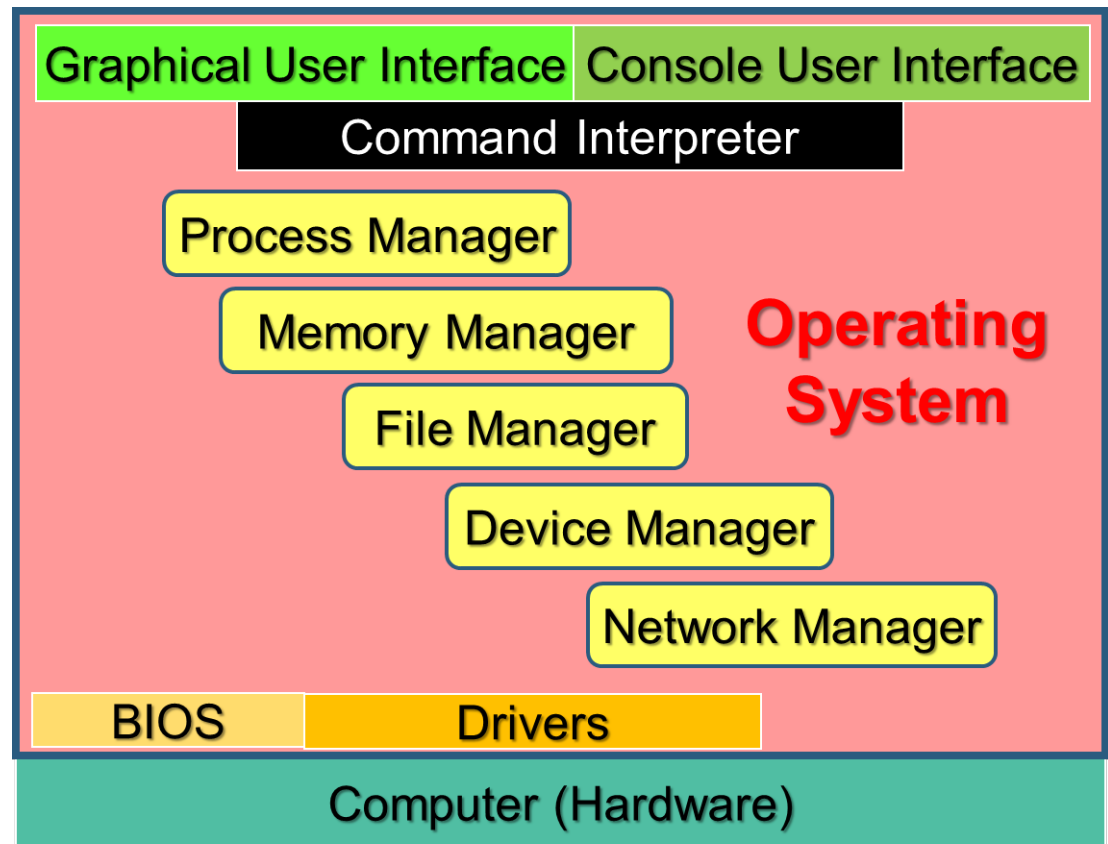 Graphical User Interface
Console User Interface
Command Interpreter
Process Manager
Memory Manager
File Manager
Device Manager
Network Manager
Operating
System
BIOS
Drivers
Computer (Hardware)